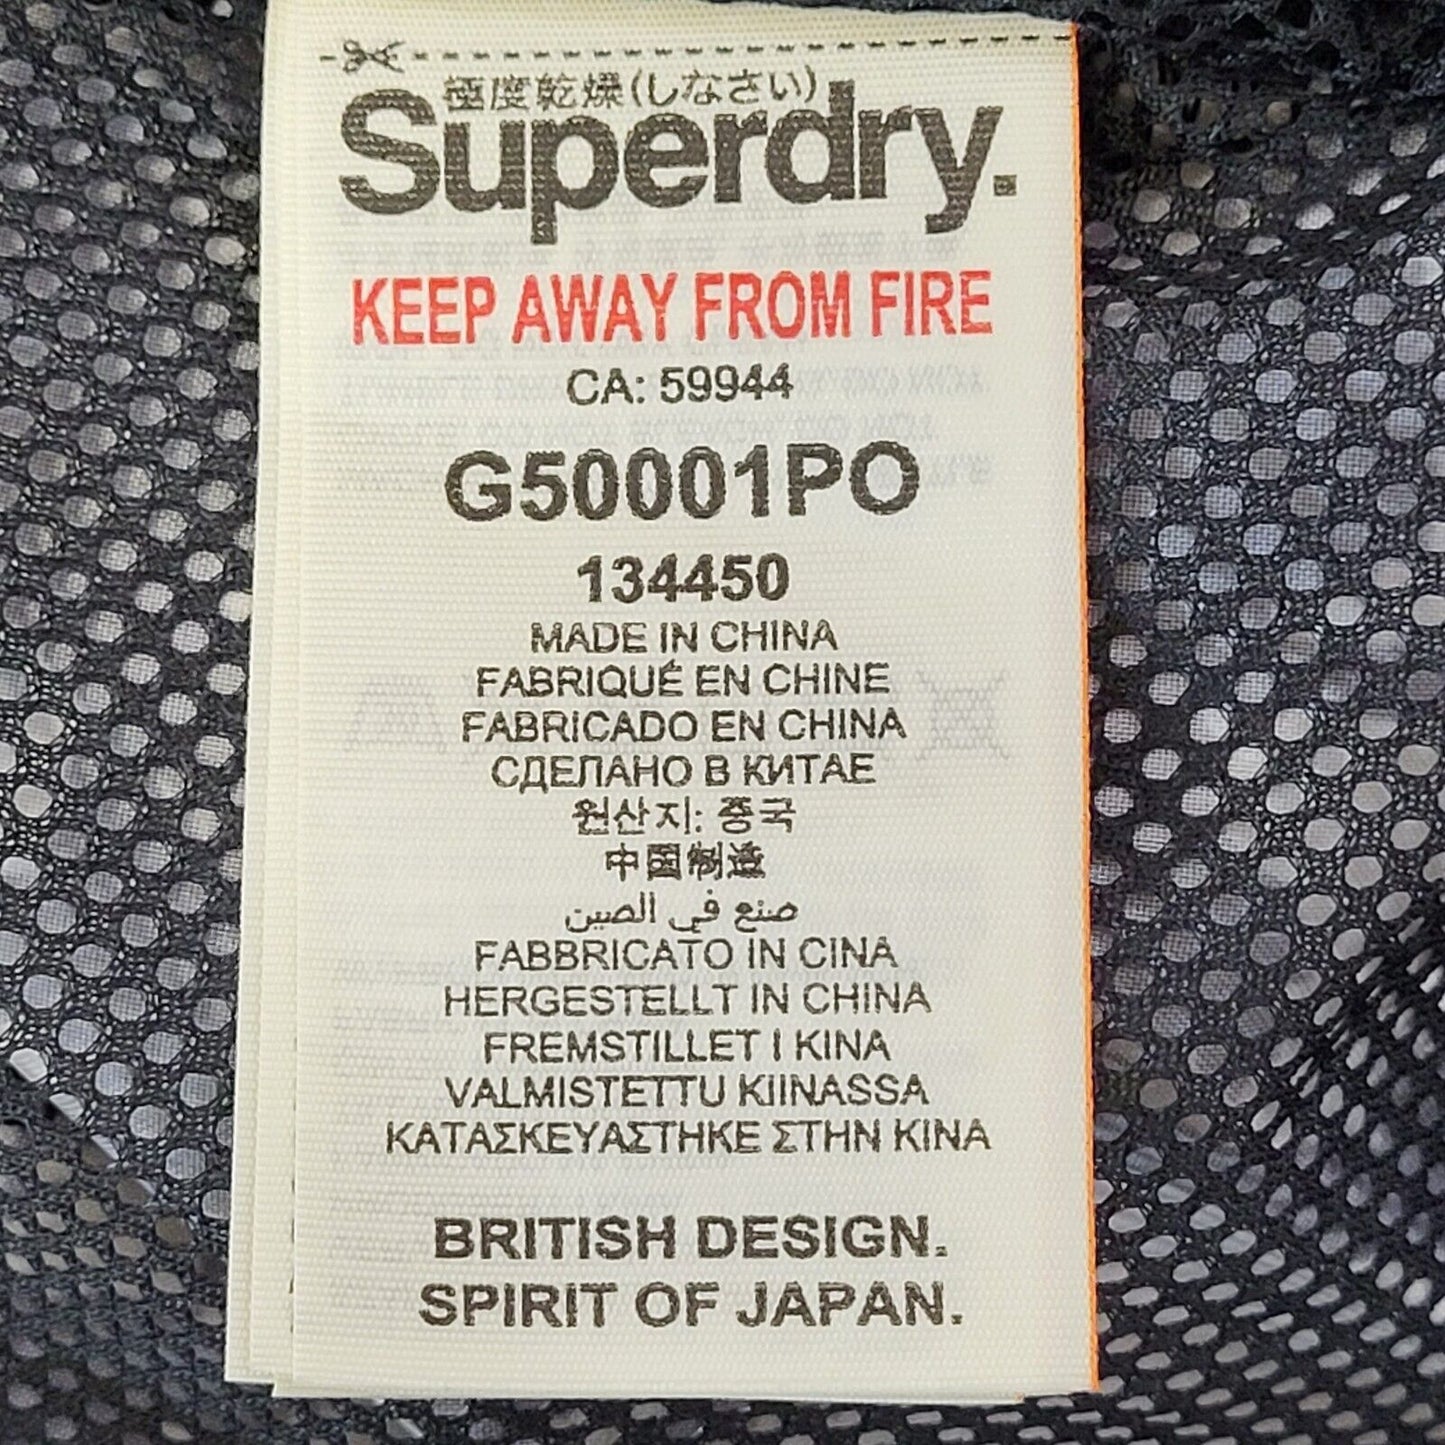 極度乾燥(しなさい)
Superdry.
KEEP AWAY FROM FIRE
CA: 59944
G50001PO
134450
MADE IN CHINA
FABRIQUÉ EN CHINE
FABRICADO EN CHINA
СДЕЛАНО В КИТАЕ
원산지: 중국
中国制造
صنع في الصين
FABBRICATO IN CINA
HERGESTELLT IN CHINA
FREMSTILLET I KINA
VALMISTETTU KIINASSA
ΚΑΤΑΣΚΕΥΑΣΤΗΚΕ ΣΤΗΝ ΚΙΝΑ
BRITISH DESIGN.
SPIRIT OF JAPAN.